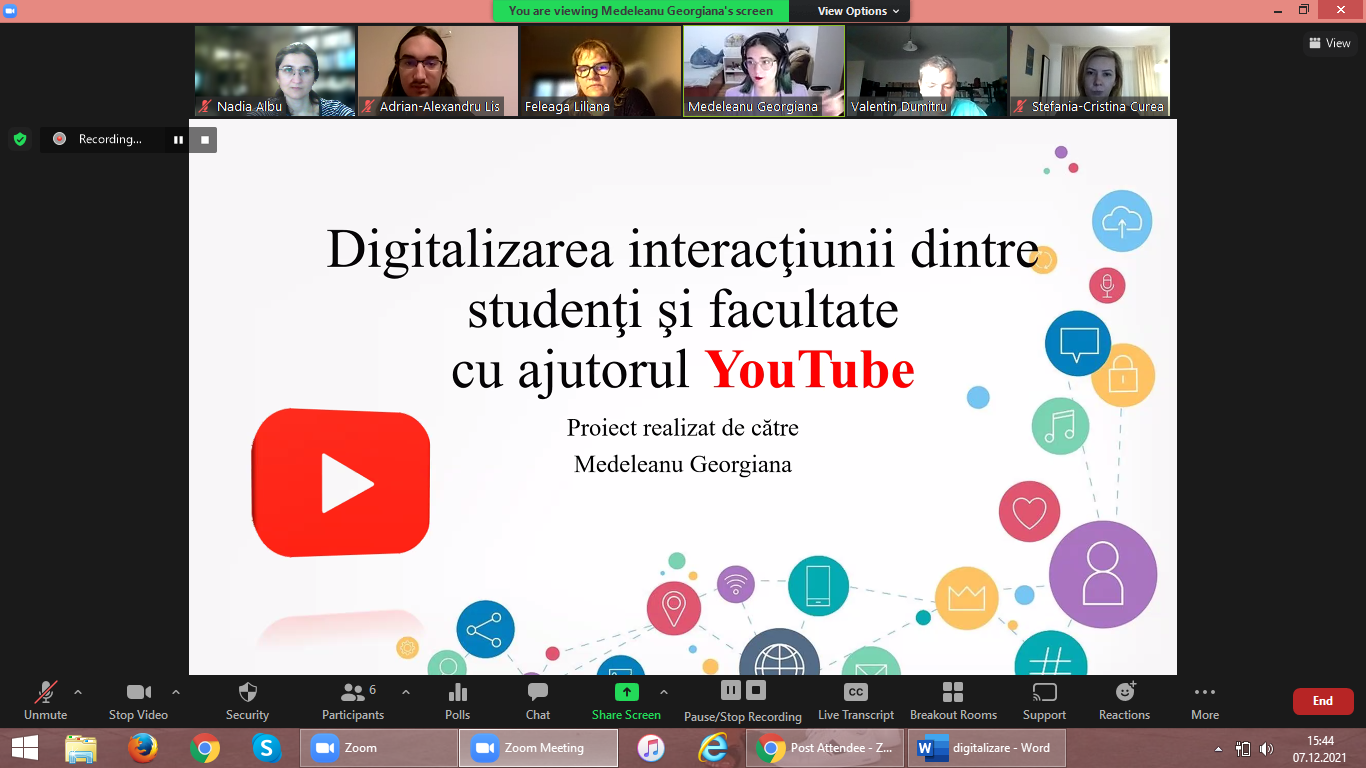 You are viewing Medeleanu Georgiana's screen
View Options
View
Nadia Albu
Adrian-Alexandru Lis
Feleagă Liliana
Medeleanu Georgiana
Valentin Dumitru
Stefania-Cristina Curea
Recording...
Digitalizarea interacţiunii dintre
studenţi şi facultate
cu ajutorul YouTube
Proiect realizat de către
Medeleanu Georgiana
Unmute
Stop Video
Security
Participants
6
Polls
Chat
Share Screen
Pause/Stop Recording
CC
Live Transcript
Breakout Rooms
Support
Reactions
More
End
Zoom
Zoom Meeting
Post Attendee - Z...
digitalizare - Word
15:44
07.12.2021